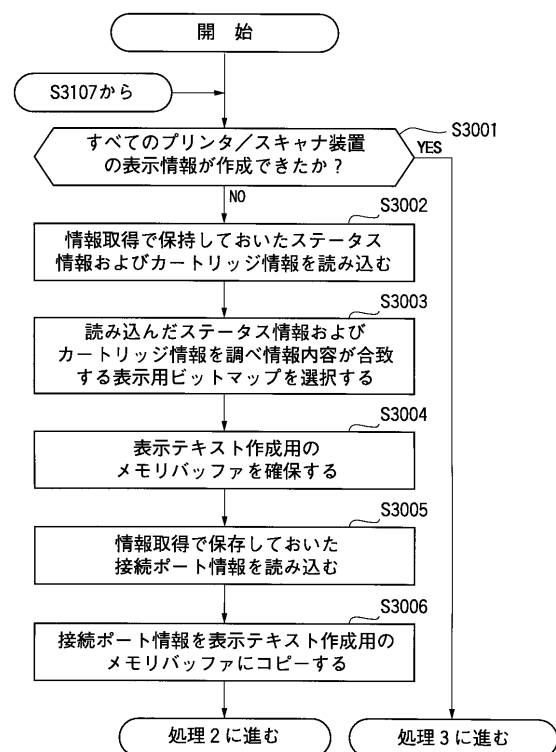 開 始
S3107から
S3001
すべてのプリンタ／スキャナ装置
の表示情報が作成できたか？
YES
NO
S3002
情報取得で保持しておいたステータス
情報およびカートリッジ情報を読み込む
S3003
読み込んだステータス情報および
カートリッジ情報を調べ情報内容が合致
する表示用ビットマップを選択する
S3004
表示テキスト作成用の
メモリバッファを確保する
S3005
情報取得で保存しておいた
接続ポート情報を読み込む
S3006
接続ポート情報を表示テキスト作成用の
メモリバッファにコピーする
処理２に進む
処理３に進む